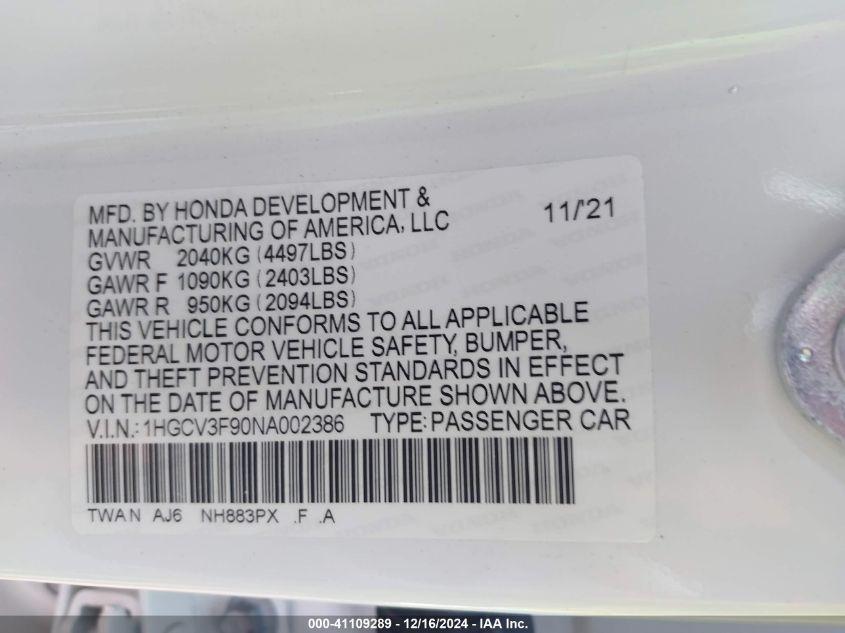 MFD. BY HONDA DEVELOPMENT & 11/'21
MANUFACTURING OF AMERICA, LLC
GVWR 2040KG (4497LBS)
GAWR F 1090KG (2403LBS)
GAWR R 950KG (2094LBS)
THIS VEHICLE CONFORMS TO ALL APPLICABLE
FEDERAL MOTOR VEHICLE SAFETY, BUMPER,
AND THEFT PREVENTION STANDARDS IN EFFECT
ON THE DATE OF MANUFACTURE SHOWN ABOVE.
V.I.N.: 1HGCV3F90NA002386 TYPE: PASSENGER CAR
TWAN AJ6 NH883PX .F .A
000-41109289 - 12/16/2024 - IAA Inc.